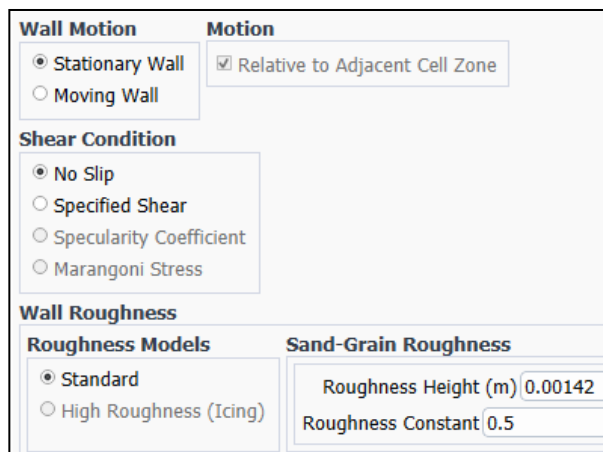 Wall Motion Motion
Stationary Wall Relative to Adjacent Cell Zone
Moving Wall
Shear Condition
No Slip
Specified Shear
Specularity Coefficient
Marangoni Stress
Wall Roughness
Roughness Models Sand-Grain Roughness
Standard Roughness Height (m) 0.00142
High Roughness (Icing) Roughness Constant 0.5